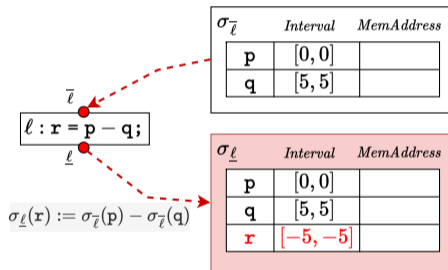 σ_ℓ̅ Interval MemAddress
p [0, 0]
q [5, 5]
ℓ̅
ℓ : r = p − q;
ℓ̲
σ_ℓ̲(r) := σ_ℓ̅(p) − σ_ℓ̅(q)
σ_ℓ̲ Interval MemAddress
p [0, 0]
q [5, 5]
r [−5, −5]